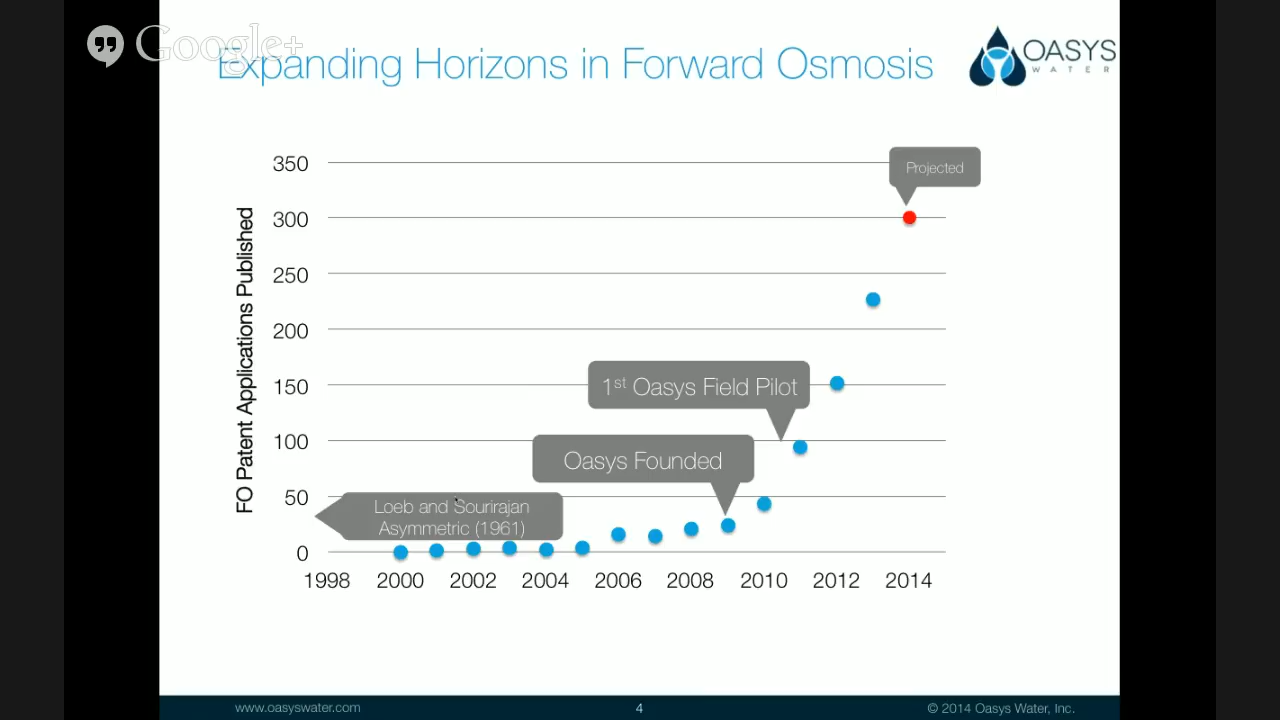 Google+
Expanding Horizons in Forward Osmosis
OASYS
WATER
FO Patent Applications Published
350
300
250
200
150
100
50
0
Projected
1st Oasys Field Pilot
Oasys Founded
Loeb and Sourirajan
Asymmetric (1961)
1998 2000 2002 2004 2006 2008 2010 2012 2014
www.oasyswater.com 4 © 2014 Oasys Water, Inc.